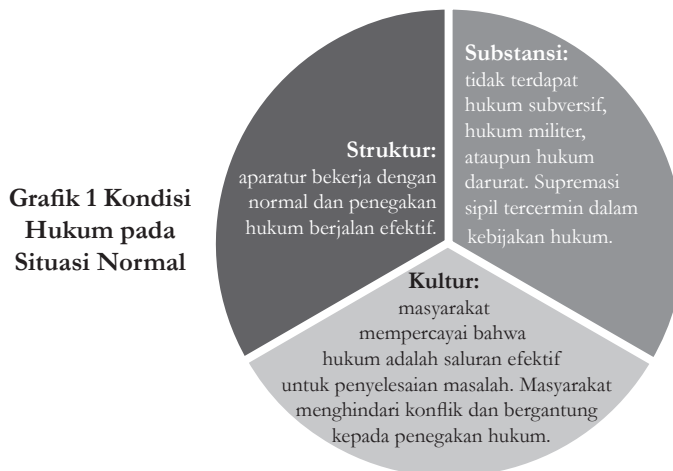 Grafik 1 Kondisi
Hukum pada
Situasi Normal
Struktur:
aparatur bekerja dengan
normal dan penegakan
hukum berjalan efektif.
Substansi:
tidak terdapat
hukum subversif,
hukum militer,
ataupun hukum
darurat. Supremasi
sipil tercermin dalam
kebijakan hukum.
Kultur:
masyarakat
mempercayai bahwa
hukum adalah saluran efektif
untuk penyelesaian masalah. Masyarakat
menghindari konflik dan bergantung
kepada penegakan hukum.